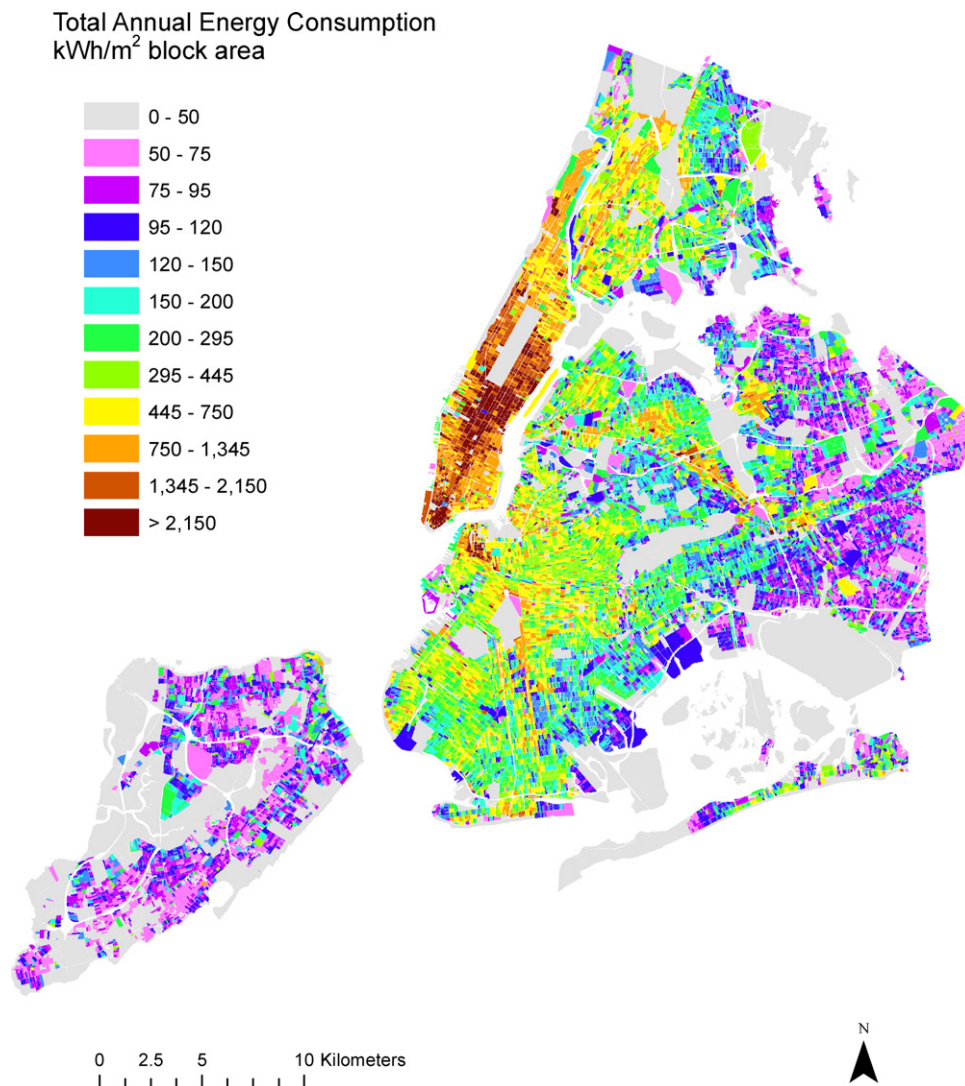 Total Annual Energy Consumption
kWh/m² block area
0 - 50
50 - 75
75 - 95
95 - 120
120 - 150
150 - 200
200 - 295
295 - 445
445 - 750
750 - 1,345
1,345 - 2,150
> 2,150
N
0 2.5 5 10 Kilometers